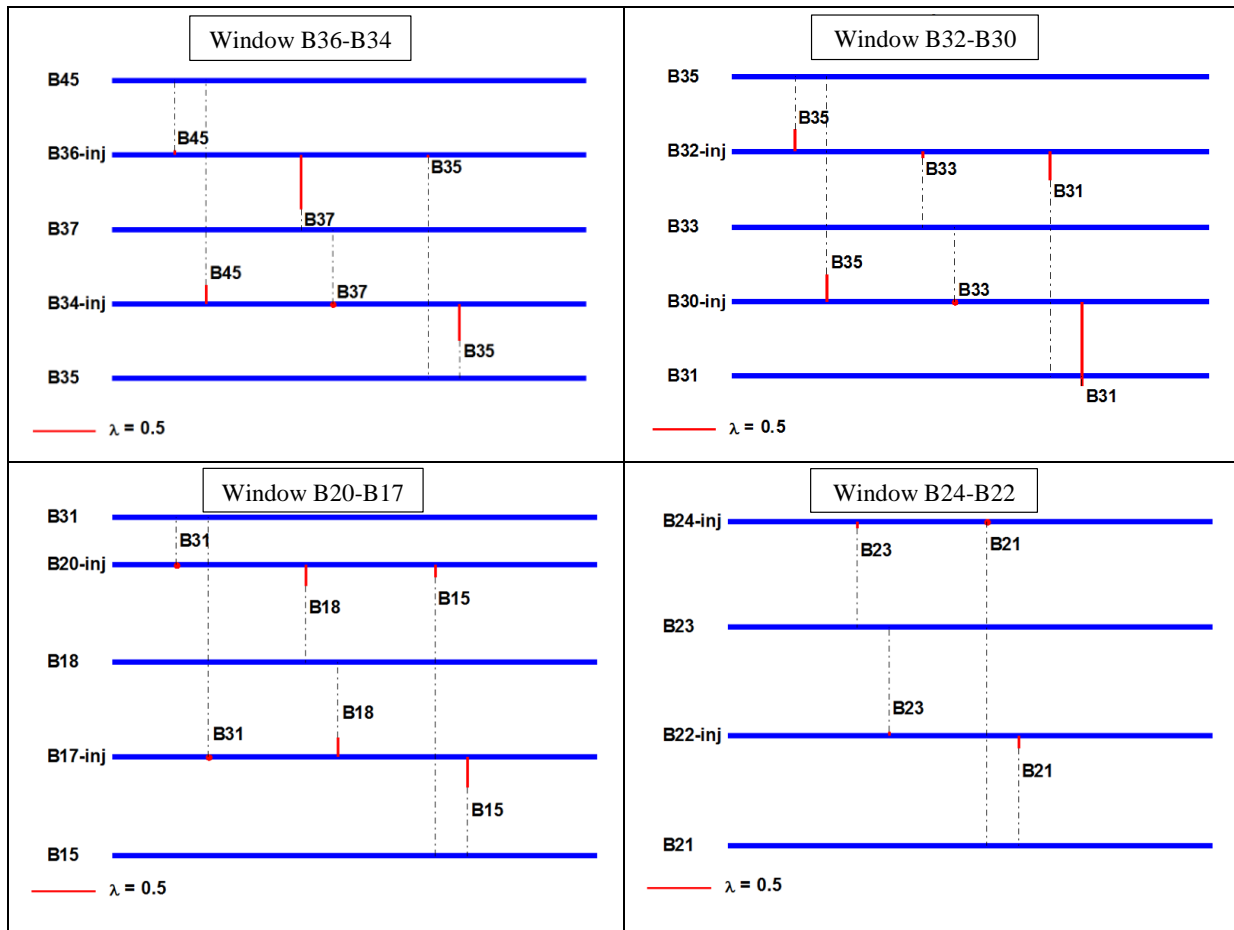 Window B36-B34
B45
B45
B36-inj
B35
B37
B37
B45
B34-inj
B37
B35
B35
λ = 0.5
Window B32-B30
B35
B35
B32-inj
B33
B31
B33
B35
B30-inj
B33
B31
B31
λ = 0.5
Window B20-B17
B31
B31
B20-inj
B18
B15
B18
B18
B31
B17-inj
B15
B15
λ = 0.5
Window B24-B22
B24-inj
B23
B21
B23
B23
B22-inj
B21
B21
λ = 0.5